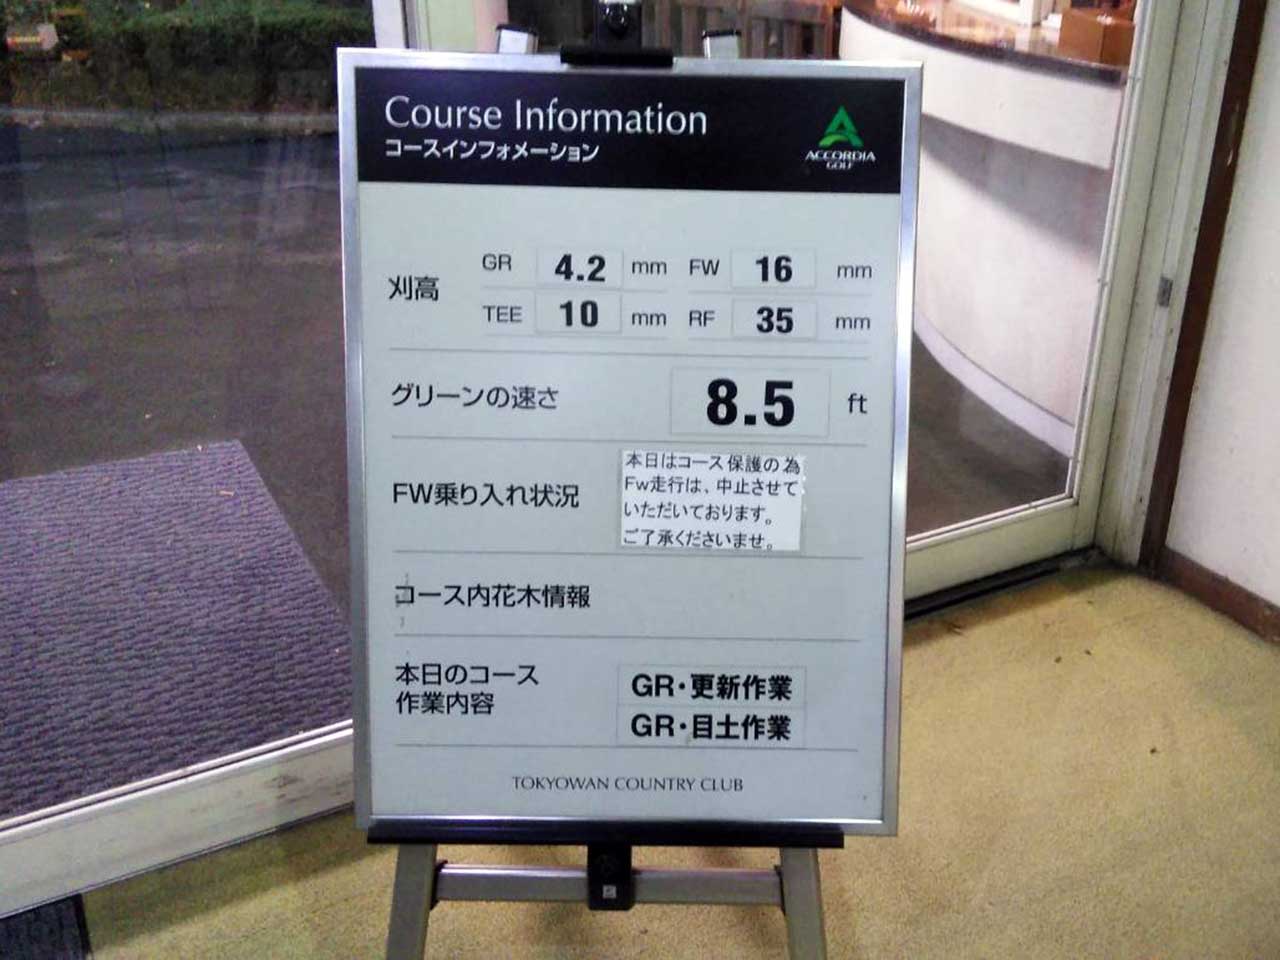 Course Information
コースインフォメーション
ACCORDIA
GOLF
刈高
GR 4.2 mm FW 16 mm
TEE 10 mm RF 35 mm
グリーンの速さ 8.5 ft
FW乗り入れ状況
本日はコース保護の為
Fw走行は、中止させて
いただいております。
ご了承くださいませ。
コース内花木情報
本日のコース
作業内容
GR・更新作業
GR・目土作業
TOKYOWAN COUNTRY CLUB